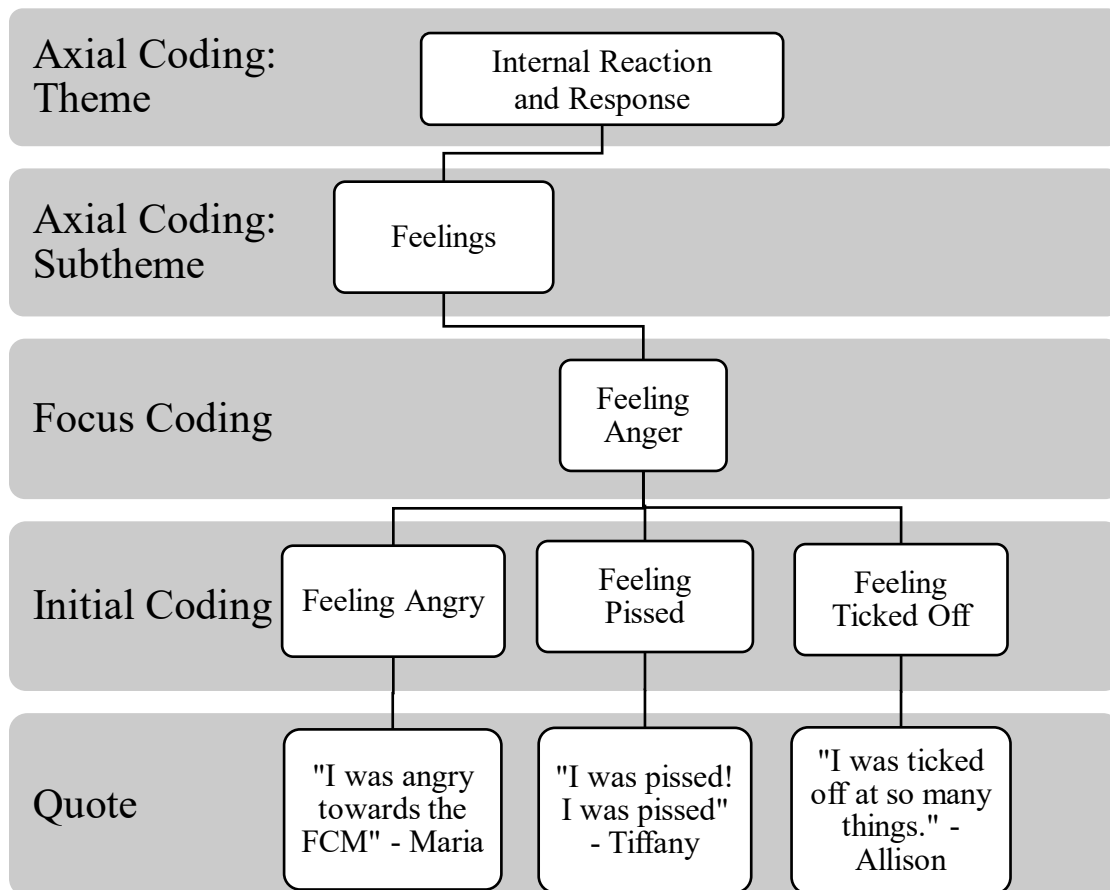 Axial Coding:
Theme
Internal Reaction
and Response
Axial Coding:
Subtheme
Feelings
Focus Coding
Feeling
Anger
Initial Coding
Feeling Angry
Feeling
Pissed
Feeling
Ticked Off
Quote
"I was angry
towards the
FCM" - Maria
"I was pissed!
I was pissed"
- Tiffany
"I was ticked
off at so many
things." -
Allison